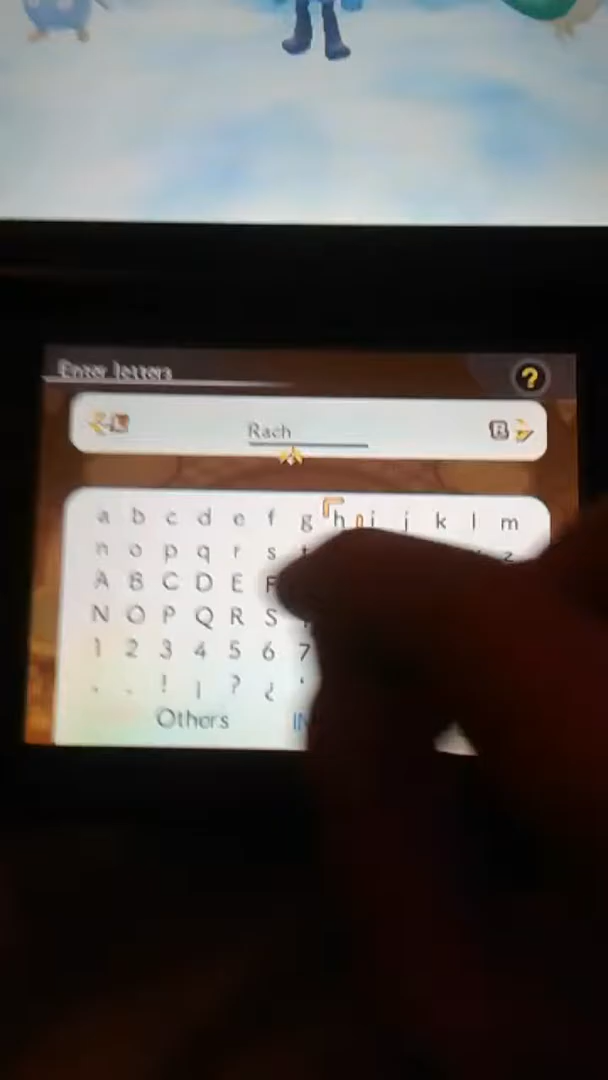 Enter letters
?
L
Rach
R
a b c d e f g h i j k l m
n o p q r s t z
A B C D E F
N O P Q R S
1 2 3 4 5 6 7
. ! ¡ ? ¿ '
Others